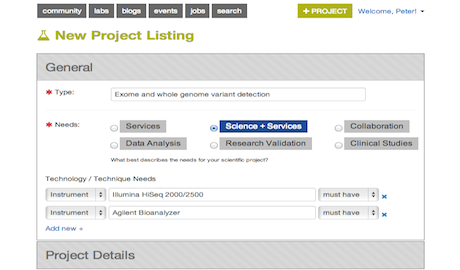 community labs blogs events jobs search + PROJECT Welcome, Peter!
New Project Listing
General
* Type: Exome and whole genome variant detection
* Needs: Services Science + Services Collaboration
Data Analysis Research Validation Clinical Studies
What best describes the needs for your scientific project?
Technology / Technique Needs
Instrument Illumina HiSeq 2000/2500 must have x
Instrument Agilent Bioanalyzer must have x
Add new +
Project Details